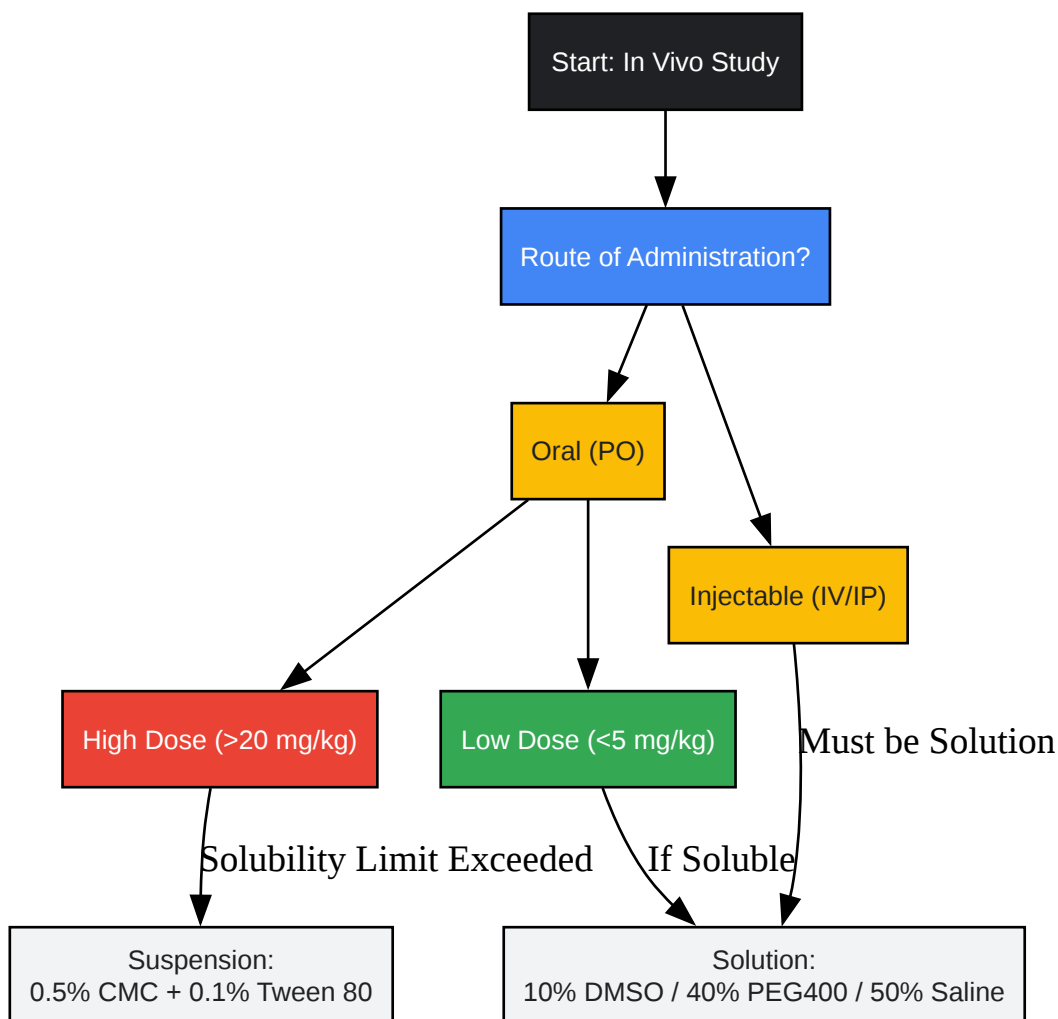 Start: In Vivo Study
Route of Administration?
Oral (PO)
Injectable (IV/IP)
High Dose (>20 mg/kg)
Low Dose (<5 mg/kg)
Must be Solution
Solubility Limit Exceeded
If Soluble
Suspension:
0.5% CMC + 0.1% Tween 80
Solution:
10% DMSO / 40% PEG400 / 50% Saline